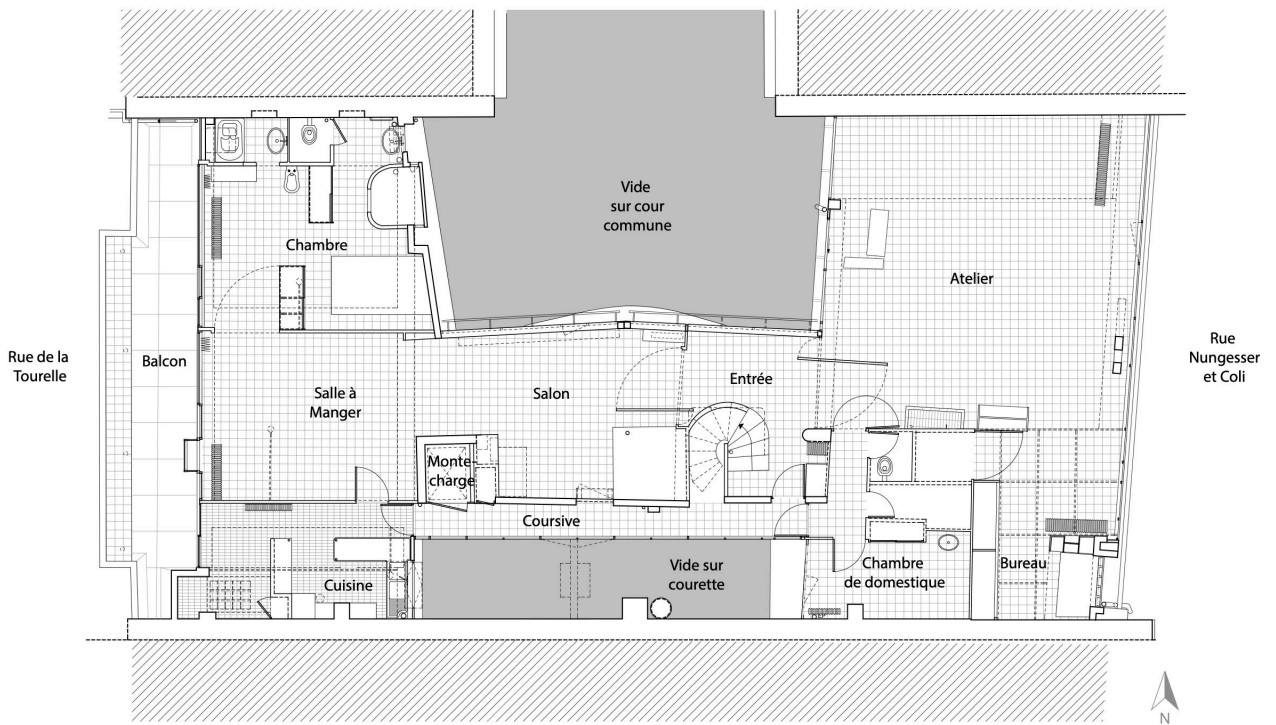 Vide
sur cour
commune
Chambre
Atelier
Rue de la
Tourelle
Balcon
Salle à
Manger
Salon
Entrée
Rue
Nungesser
et Coli
Monte-
charge
Coursive
Cuisine
Vide sur
courette
Chambre
de domestique
Bureau
N